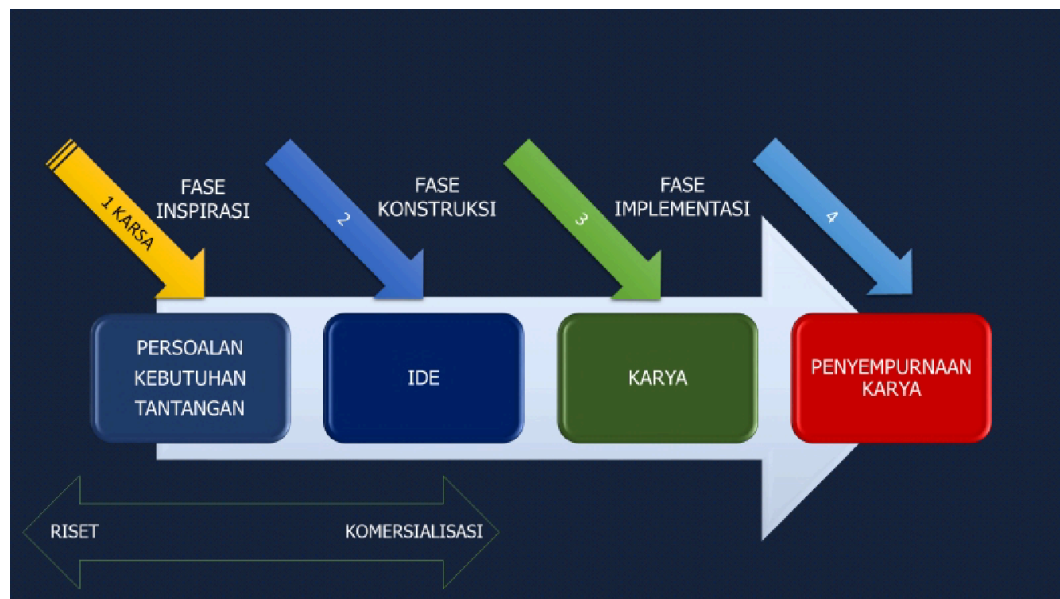 1 KARSA
FASE
INSPIRASI
2
FASE
KONSTRUKSI
3
FASE
IMPLEMENTASI
4
PERSOALAN
KEBUTUHAN
TANTANGAN
IDE
KARYA
PENYEMPURNAAN
KARYA
RISET
KOMERSIALISASI